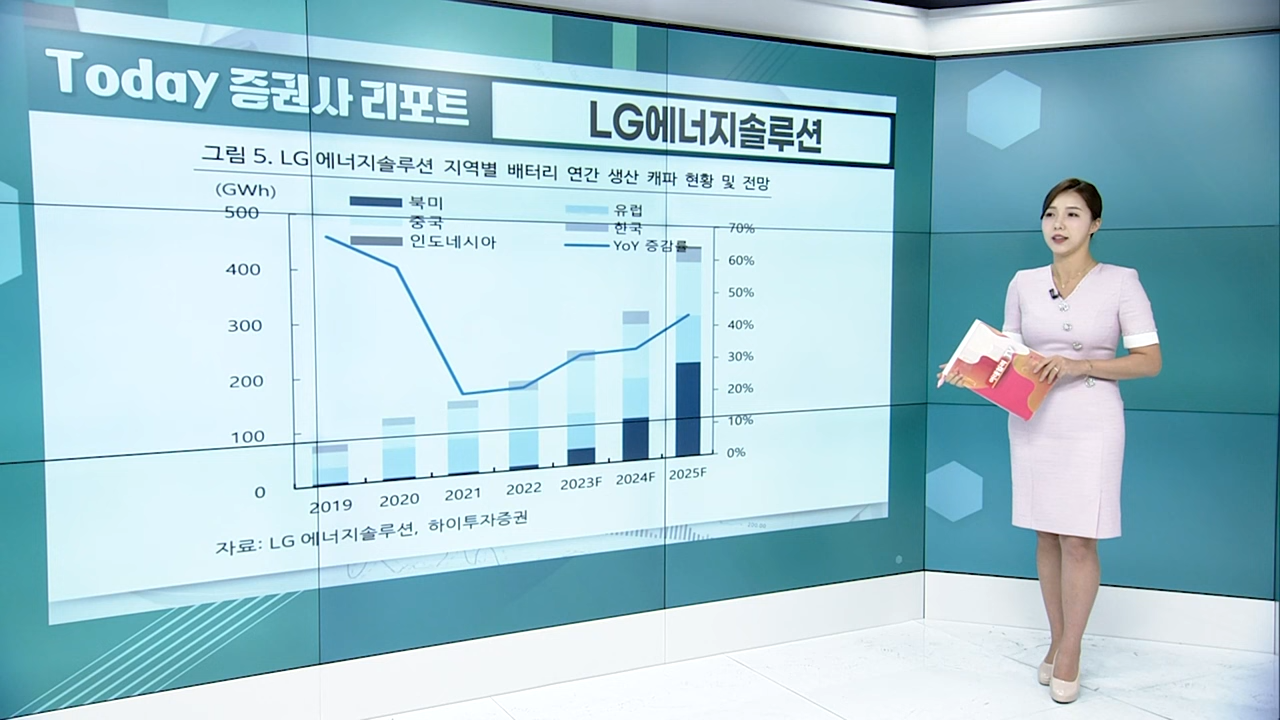 Today 증권사 리포트
LG에너지솔루션
그림 5. LG에너지솔루션 지역별 배터리 연간 생산 캐파 현황 및 전망
(GWh)
북미
유럽
중국
한국
인도네시아
YoY 증감률
500
400
300
200
100
0
70%
60%
50%
40%
30%
20%
10%
0%
2019
2020
2021
2022
2023F
2024F
2025F
자료: LG에너지솔루션, 하이투자증권